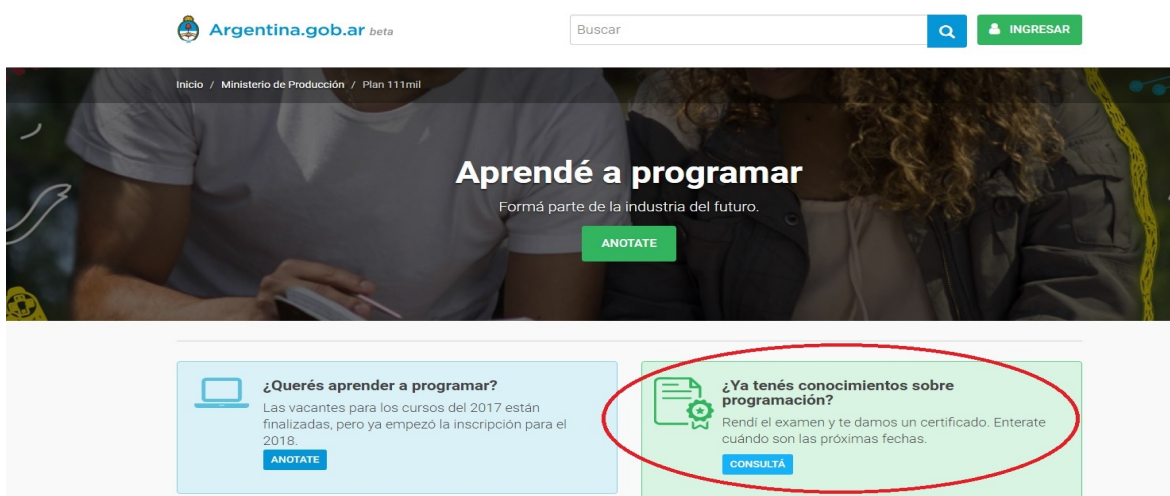 Argentina.gob.ar beta
Buscar
INGRESAR
Inicio / Ministerio de Producción / Plan 111mil
Aprendé a programar
Formá parte de la industria del futuro.
ANOTATE
¿Querés aprender a programar?
Las vacantes para los cursos del 2017 están
finalizadas, pero ya empezó la inscripción para el
2018.
ANOTATE
¿Ya tenés conocimientos sobre
programación?
Rendí el examen y te damos un certificado. Enterate
cuándo son las próximas fechas.
CONSULTÁ